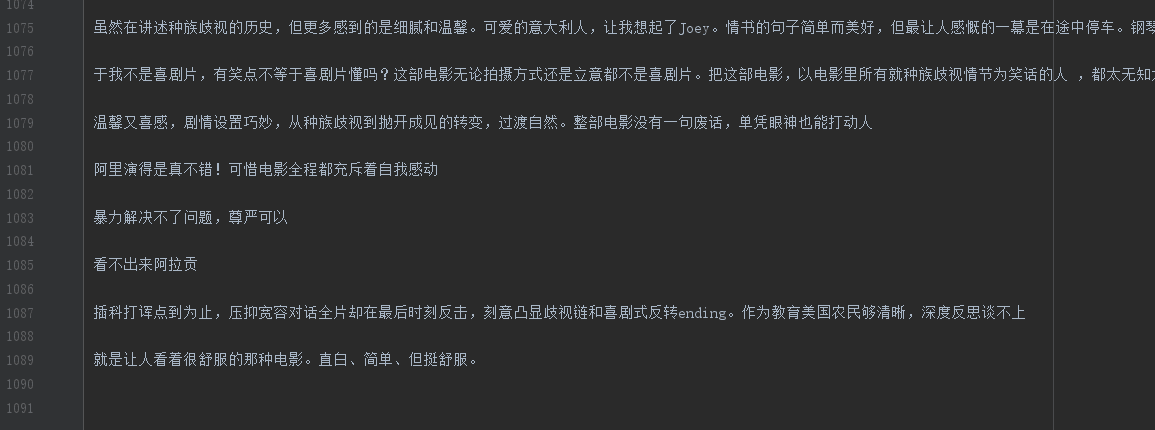 1074
1075 虽然在讲述种族歧视的历史，但更多感到的是细腻和温馨。可爱的意大利人，让我想起了Joey。情书的句子简单而美好，但最让人感慨的一幕是在途中停车。钢琴
1076
1077 于我不是喜剧片，有笑点不等于喜剧片懂吗？这部电影无论拍摄方式还是立意都不是喜剧片。把这部电影，以电影里所有就种族歧视情节为笑话的人 ，都太无知
1078
1079 温馨又喜感，剧情设置巧妙，从种族歧视到抛开成见的转变，过渡自然。整部电影没有一句废话，单凭眼神也能打动人
1080
1081 阿里演得是真不错！可惜电影全程都充斥着自我感动
1082
1083 暴力解决不了问题，尊严可以
1084
1085 看不出来阿拉贡
1086
1087 插科打诨点到为止，压抑宽容对话全片却在最后时刻反击，刻意凸显歧视链和喜剧式反转ending。作为教育美国农民够清晰，深度反思谈不上
1088
1089 就是让人看着很舒服的那种电影。直白、简单、但挺舒服。
1090
1091